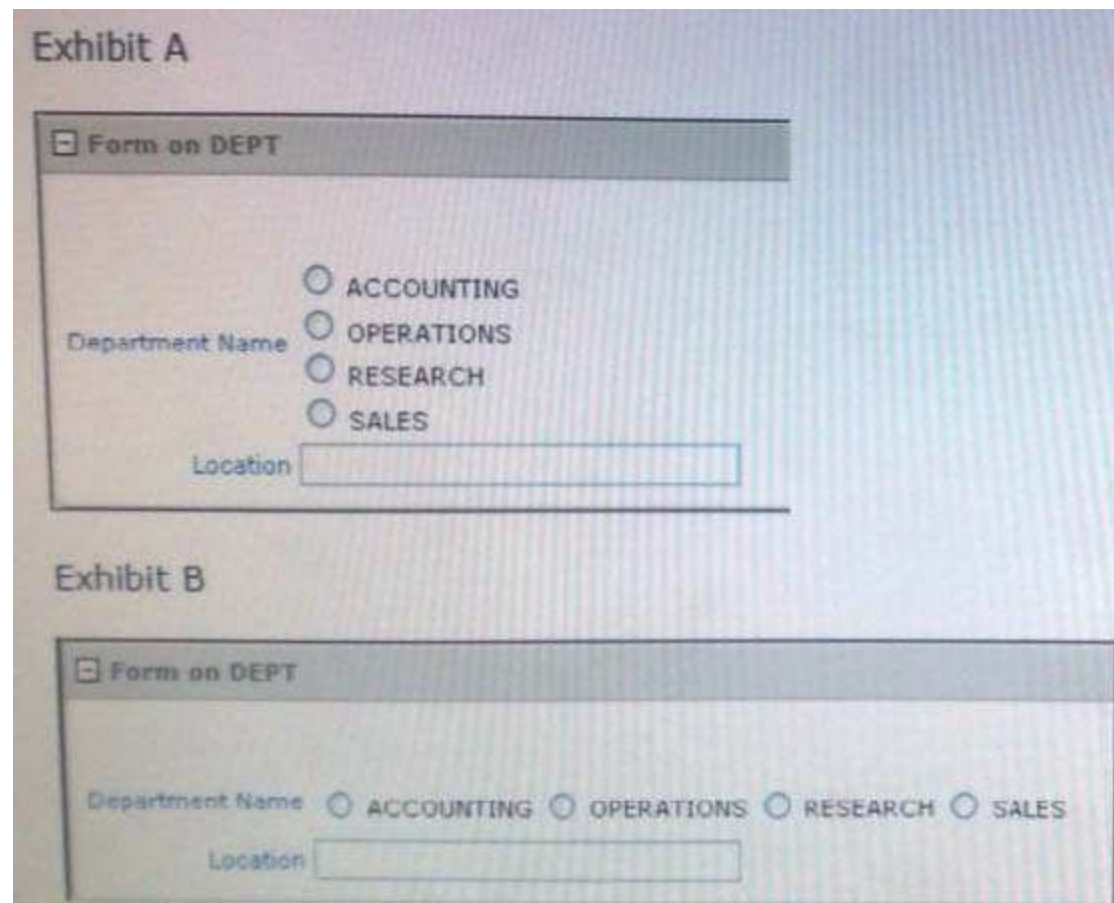 Exhibit A
Form on DEPT
ACCOUNTING
OPERATIONS
Department Name
RESEARCH
SALES
Location
Exhibit B
Form on DEPT
Department Name ACCOUNTING OPERATIONS RESEARCH SALES
Location